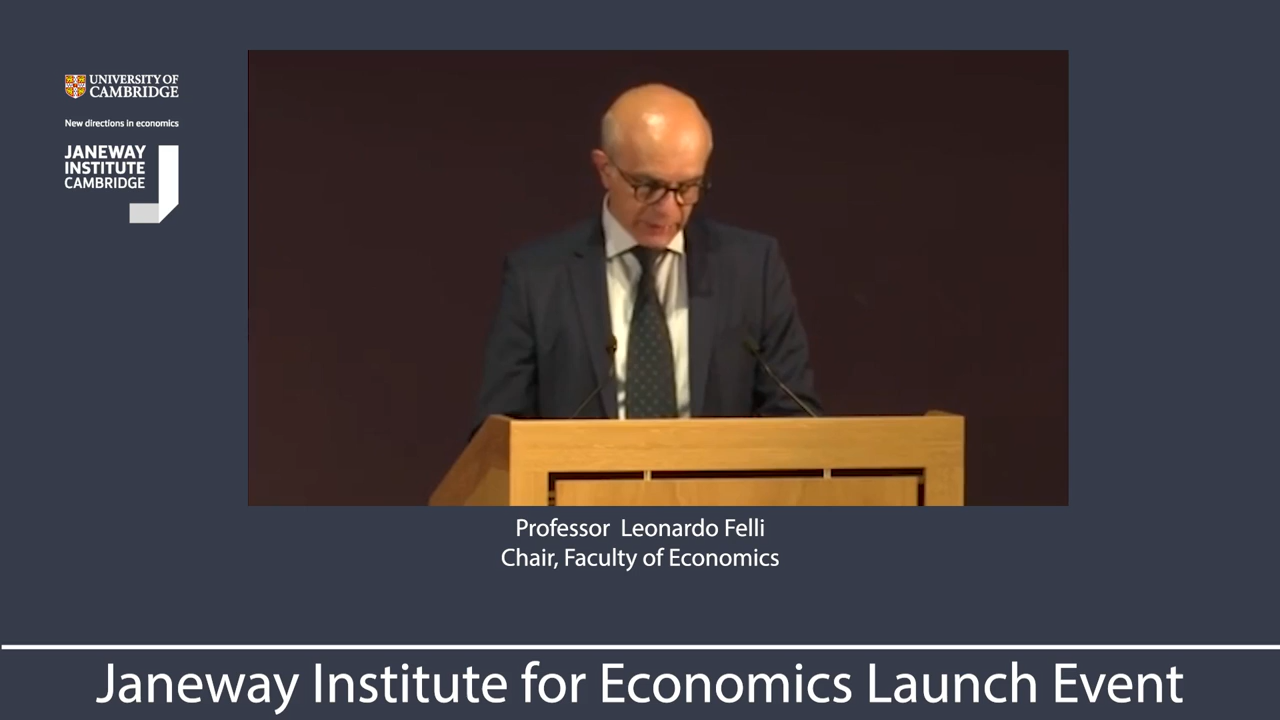 UNIVERSITY OF
CAMBRIDGE
New directions in economics
JANEWAY
INSTITUTE
CAMBRIDGE
Professor Leonardo Felli
Chair, Faculty of Economics
Janeway Institute for Economics Launch Event